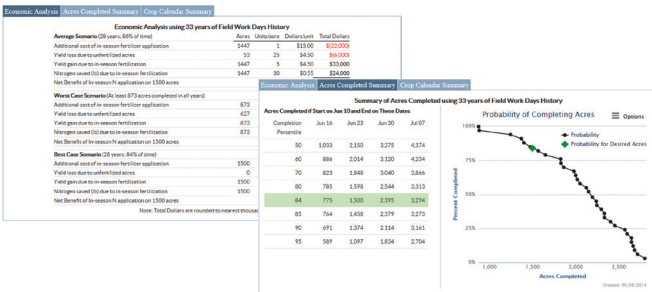 Economic Analysis Acres Completed Summary Crop Calendar Summary
Economic Analysis using 33 years of Field Work Days History
Average Scenario (28 years; 86% of time) Acres Units/acre Dollars/unit Total Dollars
Additional cost of in-season fertilizer application 1447 1 $15.00 $(22,000)
Yield loss due to unfertilized acres 53 25 $4.50 $(6,000)
Yield gain due to in-season fertilization 1447 5 $4.50 $33,000
Nitrogen saved (lb) due to in-season fertilization 1447 30 $0.55 $24,000
Net Benefit of In-season N application on 1500 acres
Worst Case Scenario (At least 873 acres completed in all years)
Additional cost of in-season fertilizer application 873
Yield loss due to unfertilized acres 627
Yield gain due to in-season fertilization 873
Nitrogen saved (lb) due to in-season fertilization 873
Net Benefit of In-season N application on 1500 acres
Best Case Scenario (28 years; 84% of time)
Additional cost of in-season fertilizer application 1500
Yield loss due to unfertilized acres 0
Yield gain due to in-season fertilization 1500
Nitrogen saved (lb) due to in-season fertilization 1500
Net Benefit of In-season N application on 1500 acres
Note: Total Dollars are rounded to nearest thousan
Economic Analysis Acres Completed Summary Crop Calendar Summary
Summary of Acres Completed using 33 years of Field Work Days History
Acres Completed if Start on Jun 10 and End on These Dates
Completion Percentile Jun 16 Jun 23 Jun 30 Jul 07
50 1,033 2,150 3,275 4,374
60 886 2,014 3,120 4,254
70 823 1,848 3,040 3,866
80 785 1,598 2,544 3,313
84 775 1,500 2,395 3,294
85 764 1,458 2,379 3,273
90 691 1,374 2,114 3,161
95 589 1,097 1,834 2,704
Probability of Completing Acres
Options
Probability
Probability for Desired Acres
Percent Completed
100%
75%
50%
25%
0%
1,000 1,500 2,000 2,500
Acres Completed